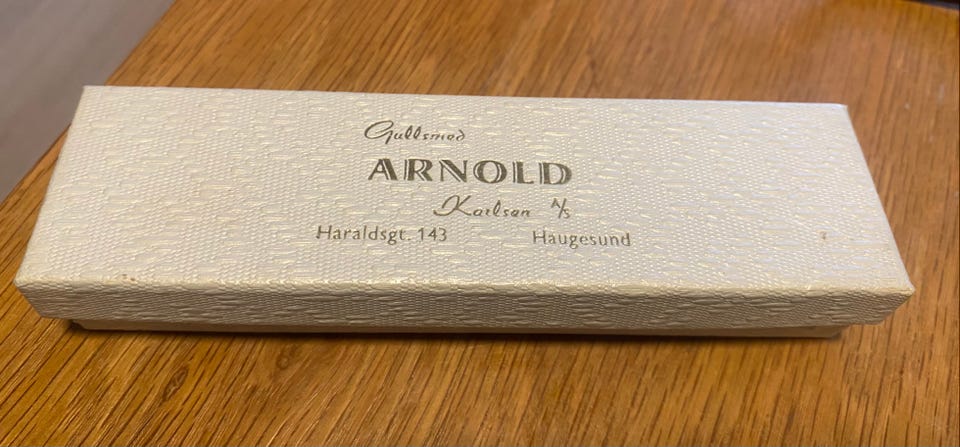 Gullsmed
ARNOLD
Karlsen A/S
Haraldsgt. 143 Haugesund